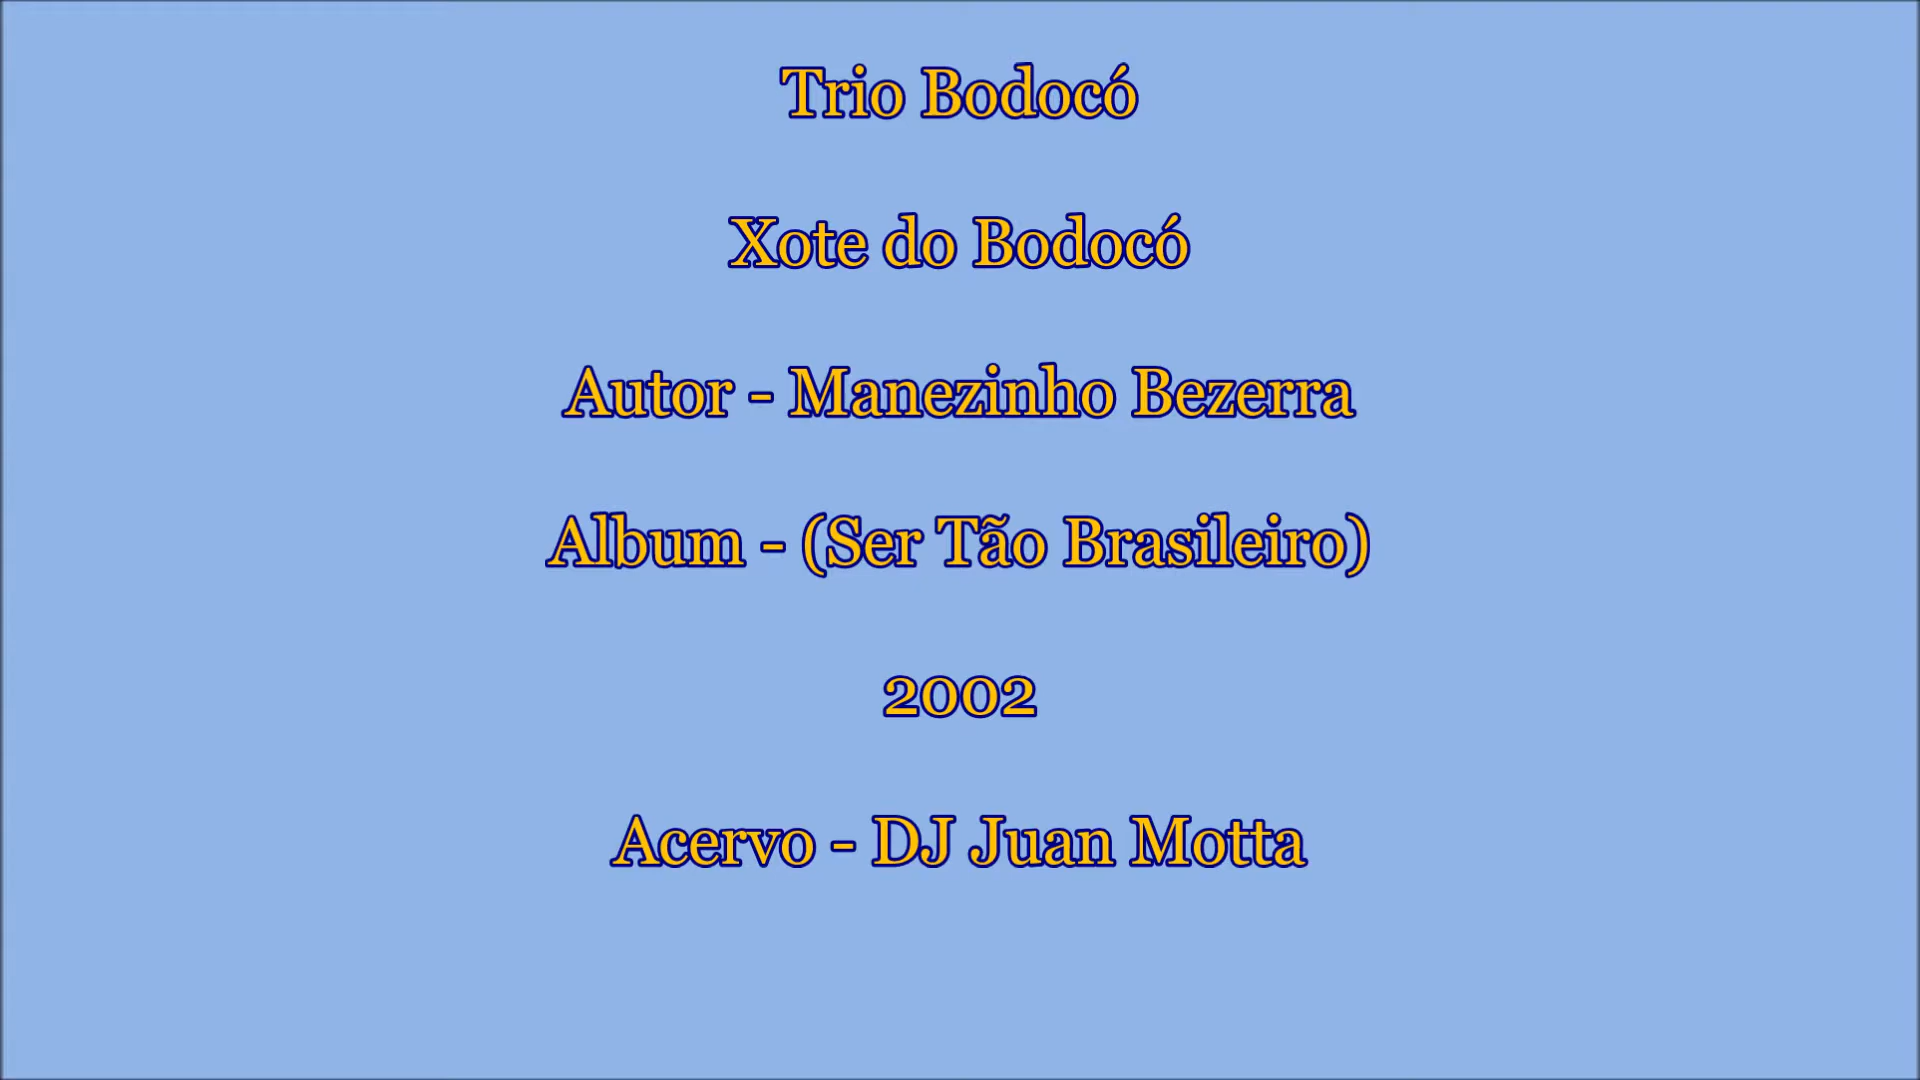 Trio Bodocó
Xote do Bodocó
Autor - Manezinho Bezerra
Album - (Ser Tão Brasileiro)
2002
Acervo - DJ Juan Motta